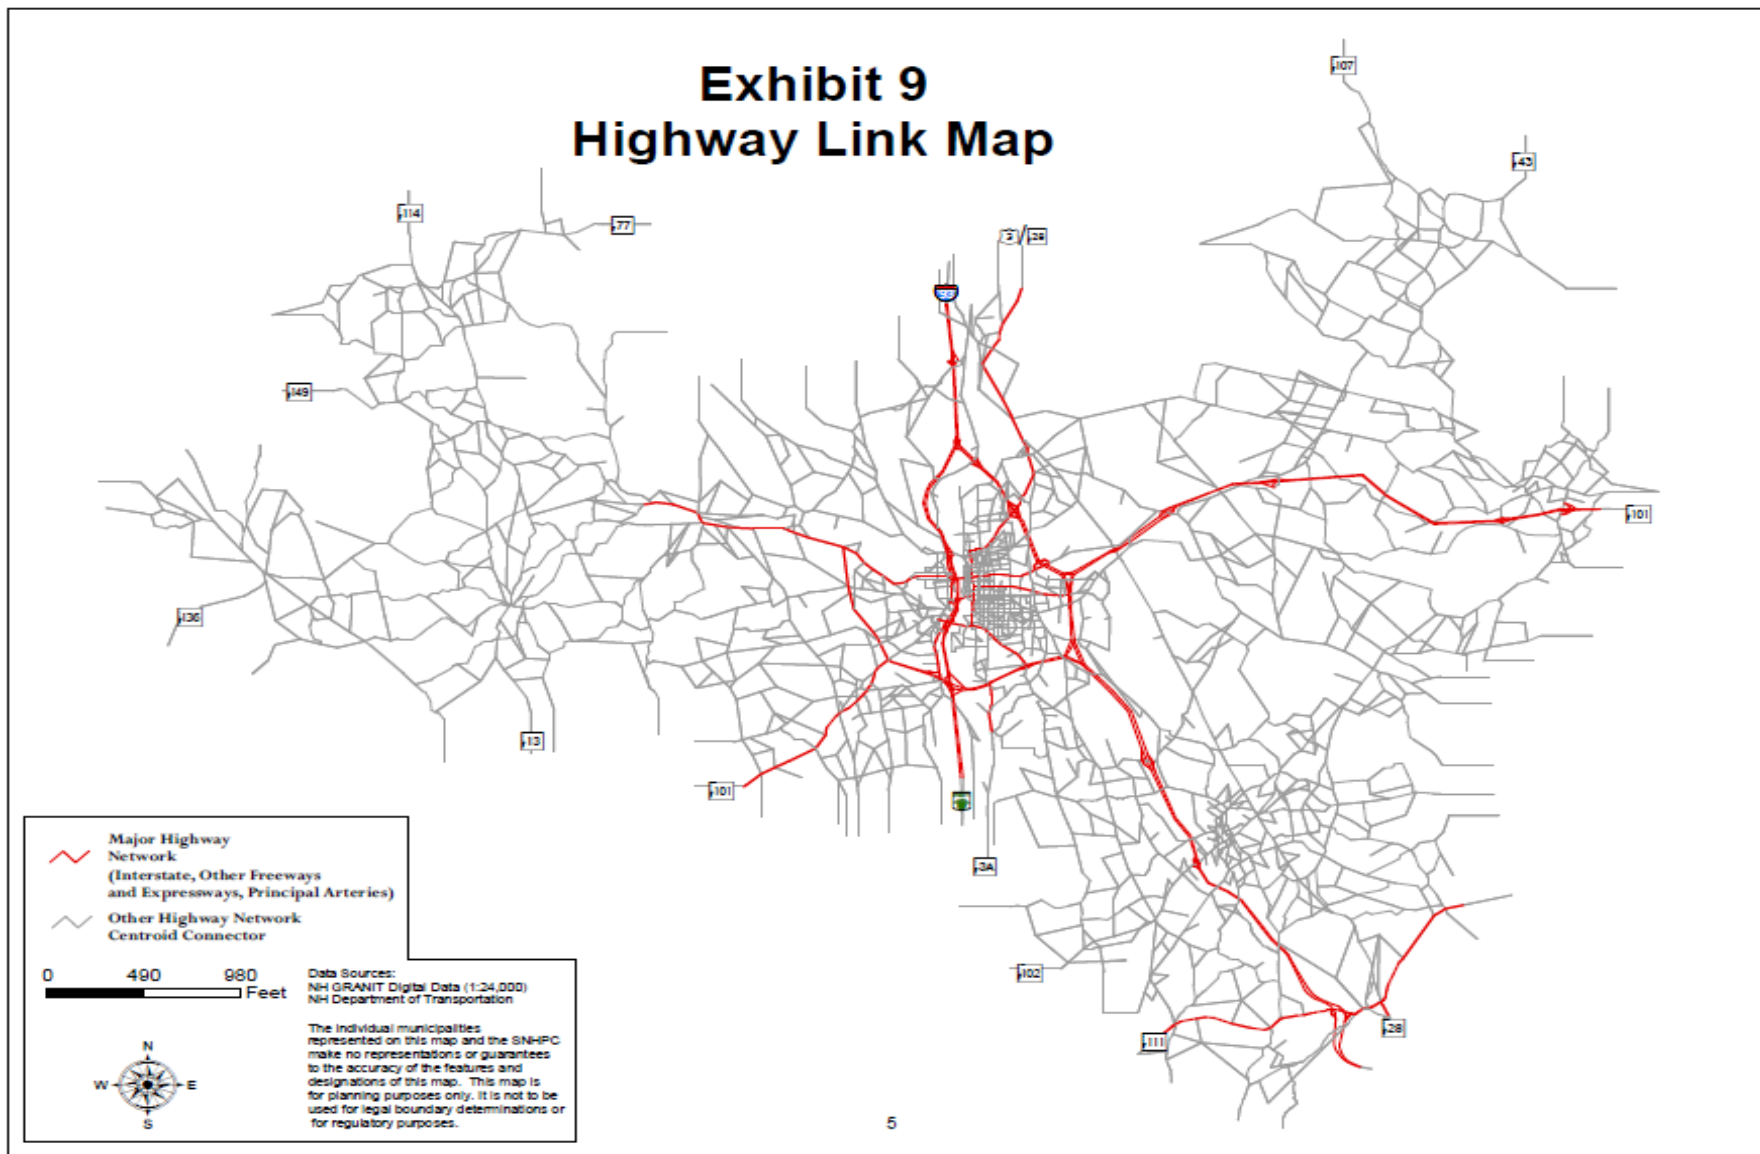 Exhibit 9
Highway Link Map
107
43
114
77
3
28
93
149
101
136
13
101
3A
102
28
111
Major Highway
Network
(Interstate, Other Freeways
and Expressways, Principal Arteries)
Other Highway Network
Centroid Connector
0 490 980
Feet
Data Sources:
NH GRANIT Digital Data (1:24,000)
NH Department of Transportation
The individual municipalities
represented on this map and the SNHPC
make no representations or guarantees
to the accuracy of the features and
designations of this map. This map is
for planning purposes only. It is not to be
used for legal boundary determinations or
for regulatory purposes.
N
W E
S
5